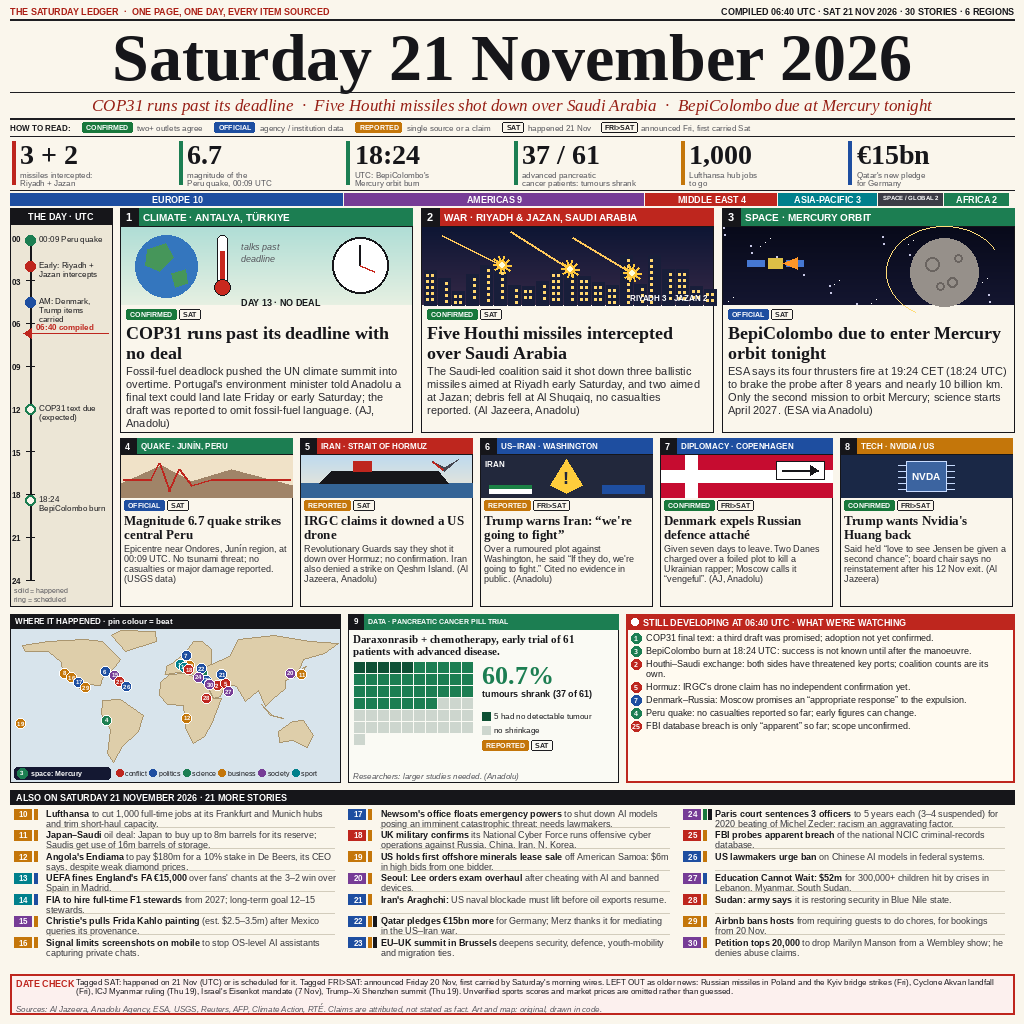 THE SATURDAY LEDGER · ONE PAGE, ONE DAY, EVERY ITEM SOURCED
COMPILED 06:40 UTC · SAT 21 NOV 2026 · 30 STORIES · 6 REGIONS
Saturday 21 November 2026
COP31 runs past its deadline · Five Houthi missiles shot down over Saudi Arabia · BepiColombo due at Mercury tonight
HOW TO READ: CONFIRMED two+ outlets agree OFFICIAL agency / institution data REPORTED single source or a claim SAT happened 21 Nov FRI>SAT announced Fri, first carried Sat
3 + 2
missiles intercepted:
Riyadh + Jazan
6.7
magnitude of the
Peru quake, 00:09 UTC
18:24
UTC: BepiColombo's
Mercury orbit burn
37 / 61
advanced pancreatic
cancer patients: tumours shrank
1,000
Lufthansa hub jobs
to go
€15bn
Qatar's new pledge
for Germany
EUROPE 10
AMERICAS 9
MIDDLE EAST 4
ASIA-PACIFIC 3
SPACE / GLOBAL 2
AFRICA 2
THE DAY · UTC
00
00:09 Peru quake
Early: Riyadh +
Jazan intercepts
03
AM: Denmark,
Trump items
carried
06
06:40 compiled
09
12
COP31 text due
(expected)
15
18
18:24
BepiColombo burn
21
24
solid = happened
ring = scheduled
1 CLIMATE · ANTALYA, TÜRKIYE
talks past
deadline
DAY 13 · NO DEAL
CONFIRMED SAT
COP31 runs past its deadline with
no deal
Fossil-fuel deadlock pushed the UN climate summit into
overtime. Portugal's environment minister told Anadolu a
final text could land late Friday or early Saturday; the
draft was reported to omit fossil-fuel language. (AJ,
Anadolu)
2 WAR · RIYADH & JAZAN, SAUDI ARABIA
RIYADH 3 · JAZAN 2
CONFIRMED SAT
Five Houthi missiles intercepted
over Saudi Arabia
The Saudi-led coalition said it shot down three ballistic
missiles aimed at Riyadh early Saturday, and two aimed
at Jazan; debris fell at Al Shuqaiq, no casualties
reported. (Al Jazeera, Anadolu)
3 SPACE · MERCURY ORBIT
OFFICIAL SAT
BepiColombo due to enter Mercury
orbit tonight
ESA says its four thrusters fire at 19:24 CET (18:24 UTC)
to brake the probe after 8 years and nearly 10 billion km.
Only the second mission to orbit Mercury; science starts
April 2027. (ESA via Anadolu)
4 QUAKE · JUNÍN, PERU
OFFICIAL SAT
Magnitude 6.7 quake strikes
central Peru
Epicentre near Ondores, Junín region, at
00:09 UTC. No tsunami threat; no
casualties or major damage reported.
(USGS data)
5 IRAN · STRAIT OF HORMUZ
REPORTED SAT
IRGC claims it downed a US
drone
Revolutionary Guards say they shot it
down over Hormuz; no confirmation. Iran
also denied a strike on Qeshm Island. (Al
Jazeera, Anadolu)
6 US–IRAN · WASHINGTON
IRAN
!
REPORTED FRI>SAT
Trump warns Iran: “we're
going to fight”
Over a rumoured plot against
Washington, he said “If they do, we're
going to fight.” Cited no evidence in
public. (Anadolu)
7 DIPLOMACY · COPENHAGEN
CONFIRMED FRI>SAT
Denmark expels Russian
defence attaché
Given seven days to leave. Two Danes
charged over a foiled plot to kill a
Ukrainian rapper; Moscow calls it
“vengeful”. (AJ, Anadolu)
8 TECH · NVIDIA / US
NVDA
CONFIRMED FRI>SAT
Trump wants Nvidia's
Huang back
Said he'd “love to see Jensen be given a
second chance”; board chair says no
reinstatement after his 12 Nov exit. (Al
Jazeera)
WHERE IT HAPPENED · pin colour = beat
3 space: Mercury
conflict politics science business society sport
9 DATA · PANCREATIC CANCER PILL TRIAL
Daraxonrasib + chemotherapy, early trial of 61
patients with advanced disease.
60.7%
tumours shrank (37 of 61)
5 had no detectable tumour
no shrinkage
REPORTED SAT
Researchers: larger studies needed. (Anadolu)
STILL DEVELOPING AT 06:40 UTC · WHAT WE'RE WATCHING
1 COP31 final text: a third draft was promised; adoption not yet confirmed.
3 BepiColombo burn at 18:24 UTC: success is not known until after the manoeuvre.
2 Houthi–Saudi exchange: both sides have threatened key ports; coalition counts are its
own.
5 Hormuz: IRGC's drone claim has no independent confirmation yet.
7 Denmark–Russia: Moscow promises an “appropriate response” to the expulsion.
4 Peru quake: no casualties reported so far; early figures can change.
25 FBI database breach is only “apparent” so far; scope unconfirmed.
ALSO ON SATURDAY 21 NOVEMBER 2026 · 21 MORE STORIES
10 Lufthansa to cut 1,000 full-time jobs at its Frankfurt and Munich hubs
and trim short-haul capacity.
11 Japan–Saudi oil deal: Japan to buy up to 8m barrels for its reserve;
Saudis get use of 16m barrels of storage.
12 Angola's Endiama to pay $180m for a 10% stake in De Beers, its CEO
says, despite weak diamond prices.
13 UEFA fines England's FA €15,000 over fans' chants at the 3–2 win over
Spain in Madrid.
14 FIA to hire full-time F1 stewards from 2027; long-term goal 12–15
stewards.
15 Christie's pulls Frida Kahlo painting (est. $2.5–3.5m) after Mexico
queries its provenance.
16 Signal limits screenshots on mobile to stop OS-level AI assistants
capturing private chats.
17 Newsom's office floats emergency powers to shut down AI models
posing an imminent catastrophic threat; needs lawmakers.
18 UK military confirms its National Cyber Force runs offensive cyber
operations against Russia, China, Iran, N. Korea.
19 US holds first offshore minerals lease sale off American Samoa: $6m
in high bids from one bidder.
20 Seoul: Lee orders exam overhaul after cheating with AI and banned
devices.
21 Iran's Araghchi: US naval blockade must lift before oil exports resume.
22 Qatar pledges €15bn more for Germany; Merz thanks it for mediating
in the US–Iran war.
23 EU–UK summit in Brussels deepens security, defence, youth-mobility
and migration ties.
24 Paris court sentences 3 officers to 5 years each (3–4 suspended) for
2020 beating of Michel Zecler; racism an aggravating factor.
25 FBI probes apparent breach of the national NCIC criminal-records
database.
26 US lawmakers urge ban on Chinese AI models in federal systems.
27 Education Cannot Wait: $52m for 300,000+ children hit by crises in
Lebanon, Myanmar, South Sudan.
28 Sudan: army says it is restoring security in Blue Nile state.
29 Airbnb bans hosts from requiring guests to do chores, for bookings
from 20 Nov.
30 Petition tops 20,000 to drop Marilyn Manson from a Wembley show; he
denies abuse claims.
DATE CHECK Tagged SAT: happened on 21 Nov (UTC) or is scheduled for it. Tagged FRI>SAT: announced Friday 20 Nov, first carried by Saturday's morning wires. LEFT OUT as older news: Russian missiles in Poland and the Kyiv bridge strikes (Fri), Cyclone Akvan landfall
(Fri), ICJ Myanmar ruling (Thu 19), Israel's Eisenkot mandate (7 Nov), Trump–Xi Shenzhen summit (Thu 19). Unverified sports scores and market prices are omitted rather than guessed.
Sources: Al Jazeera, Anadolu Agency, ESA, USGS, Reuters, AFP, Climate Action, RTÉ. Claims are attributed, not stated as fact. Art and map: original, drawn in code.